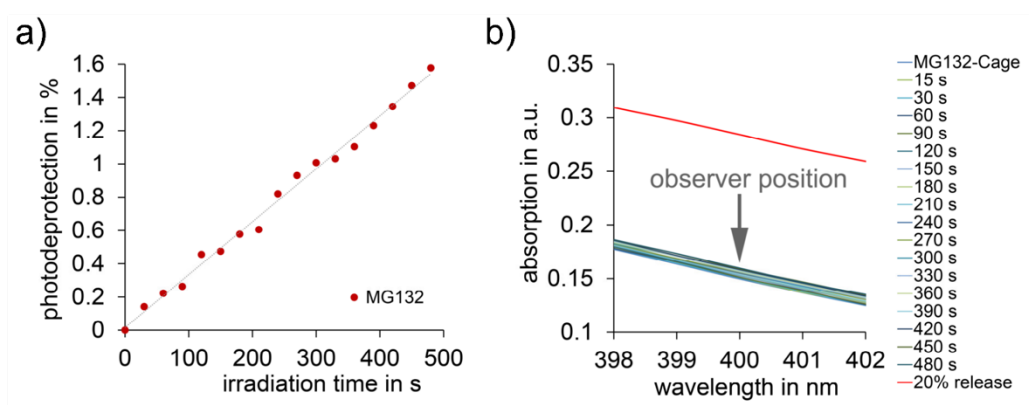 a)
photodeprotection in %
1.6
1.4
1.2
1
0.8
0.6
0.4
0.2
0
0
100
200
300
400
500
irradiation time in s
MG132
b)
absorption in a.u.
0.35
0.3
0.25
0.2
0.15
0.1
398
399
400
401
402
wavelength in nm
observer position
MG132-Cage
15 s
30 s
60 s
90 s
120 s
150 s
180 s
210 s
240 s
270 s
300 s
330 s
360 s
390 s
420 s
450 s
480 s
20% release